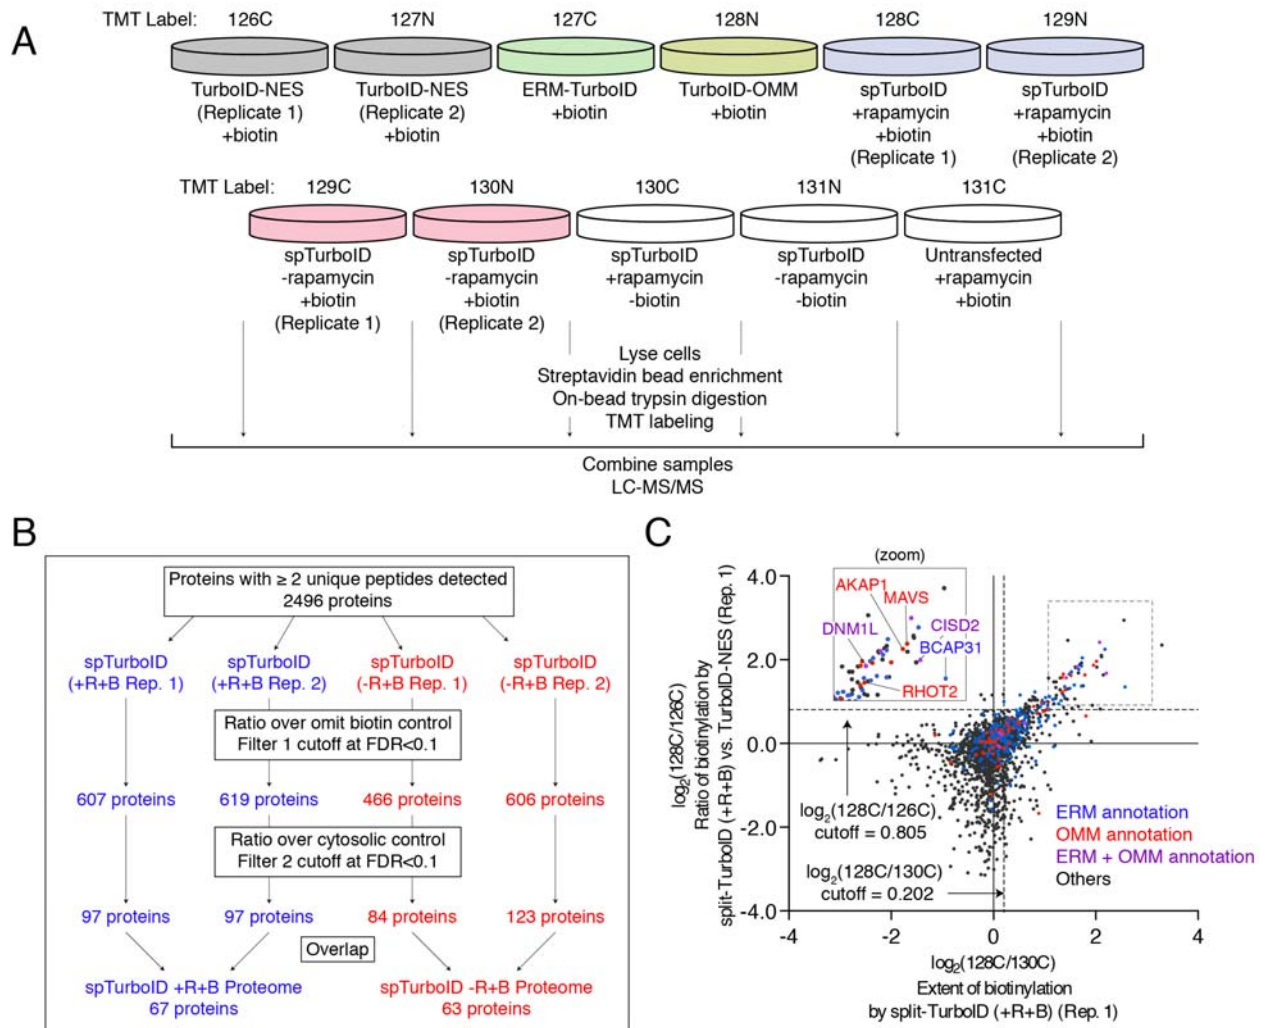 A
TMT Label: 126C 127N 127C 128N 128C 129N
TurboID-NES (Replicate 1) +biotin
TurboID-NES (Replicate 2) +biotin
ERM-TurboID +biotin
TurboID-OMM +biotin
spTurboID +rapamycin +biotin (Replicate 1)
spTurboID +rapamycin +biotin (Replicate 2)
TMT Label: 129C 130N 130C 131N 131C
spTurboID -rapamycin +biotin (Replicate 1)
spTurboID -rapamycin +biotin (Replicate 2)
spTurboID +rapamycin -biotin
spTurboID -rapamycin -biotin
Untransfected +rapamycin +biotin
Lyse cells
Streptavidin bead enrichment
On-bead trypsin digestion
TMT labeling
Combine samples
LC-MS/MS
B
Proteins with ≥ 2 unique peptides detected
2496 proteins
spTurboID (+R+B Rep. 1)
spTurboID (+R+B Rep. 2)
spTurboID (-R+B Rep. 1)
spTurboID (-R+B Rep. 2)
Ratio over omit biotin control
Filter 1 cutoff at FDR<0.1
607 proteins 619 proteins 466 proteins 606 proteins
Ratio over cytosolic control
Filter 2 cutoff at FDR<0.1
97 proteins 97 proteins 84 proteins 123 proteins
Overlap
spTurboID +R+B Proteome
67 proteins
spTurboID -R+B Proteome
63 proteins
C
(zoom)
AKAP1
MAVS
DNM1L
CISD2
BCAP31
RHOT2
log2(128C/126C)
Ratio of biotinylation by
split-TurboID (+R+B) vs. TurboID-NES (Rep. 1)
4.0
2.0
0.0
-2.0
-4.0
log2(128C/126C)
cutoff = 0.805
log2(128C/130C)
cutoff = 0.202
ERM annotation
OMM annotation
ERM + OMM annotation
Others
-4 -2 0 2 4
log2(128C/130C)
Extent of biotinylation
by split-TurboID (+R+B) (Rep. 1)